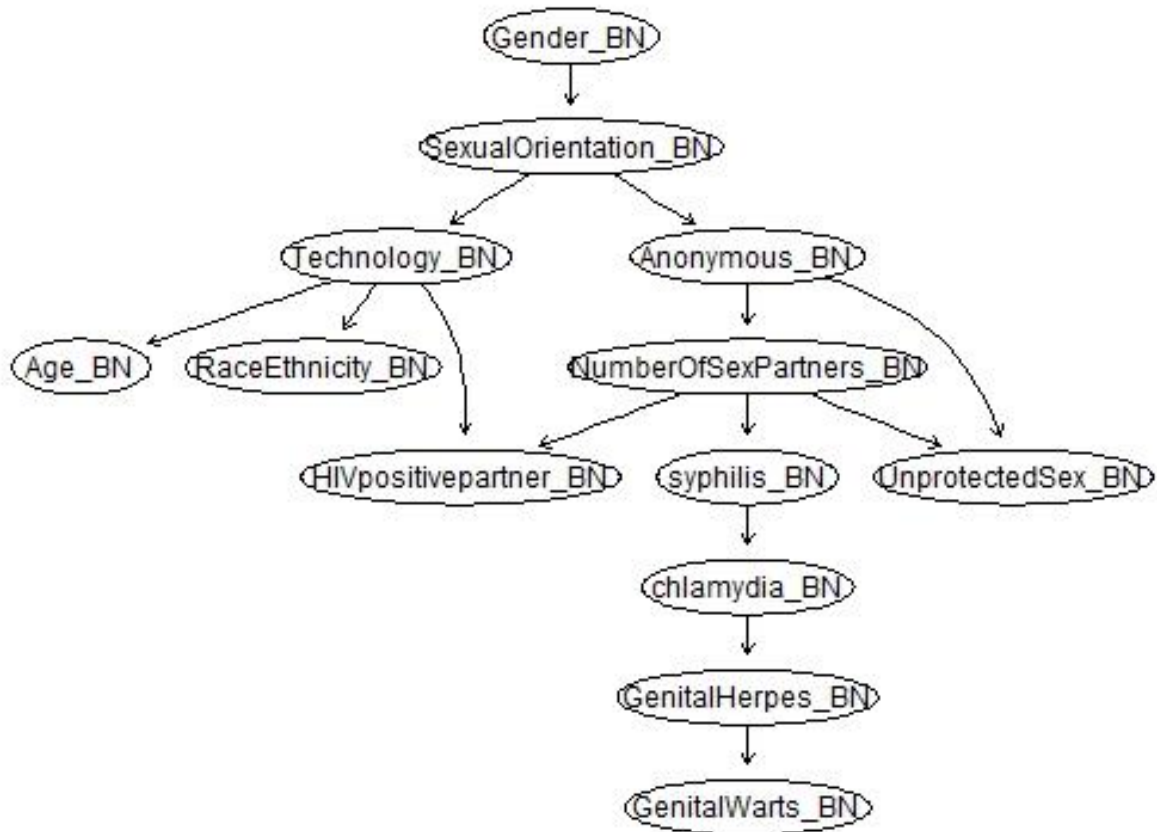 Gender_BN
SexualOrientation_BN
Technology_BN
Anonymous_BN
Age_BN
RaceEthnicity_BN
NumberOfSexPartners_BN
HIVpositivepartner_BN
syphilis_BN
UnprotectedSex_BN
chlamydia_BN
GenitalHerpes_BN
GenitalWarts_BN